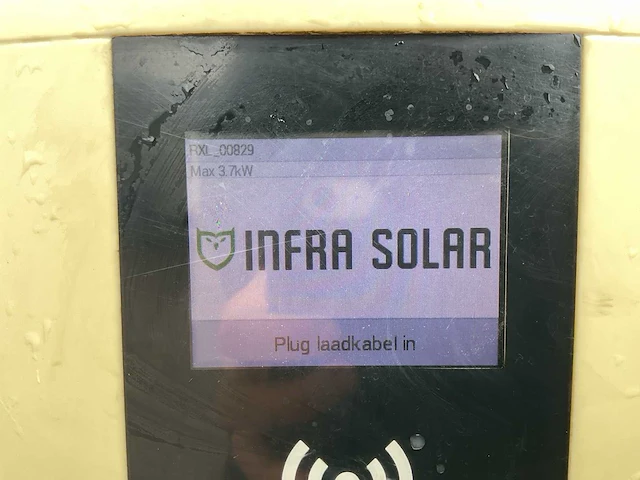 RXL_00829
Max 3.7kW
INFRA SOLAR
Plug laadkabel in